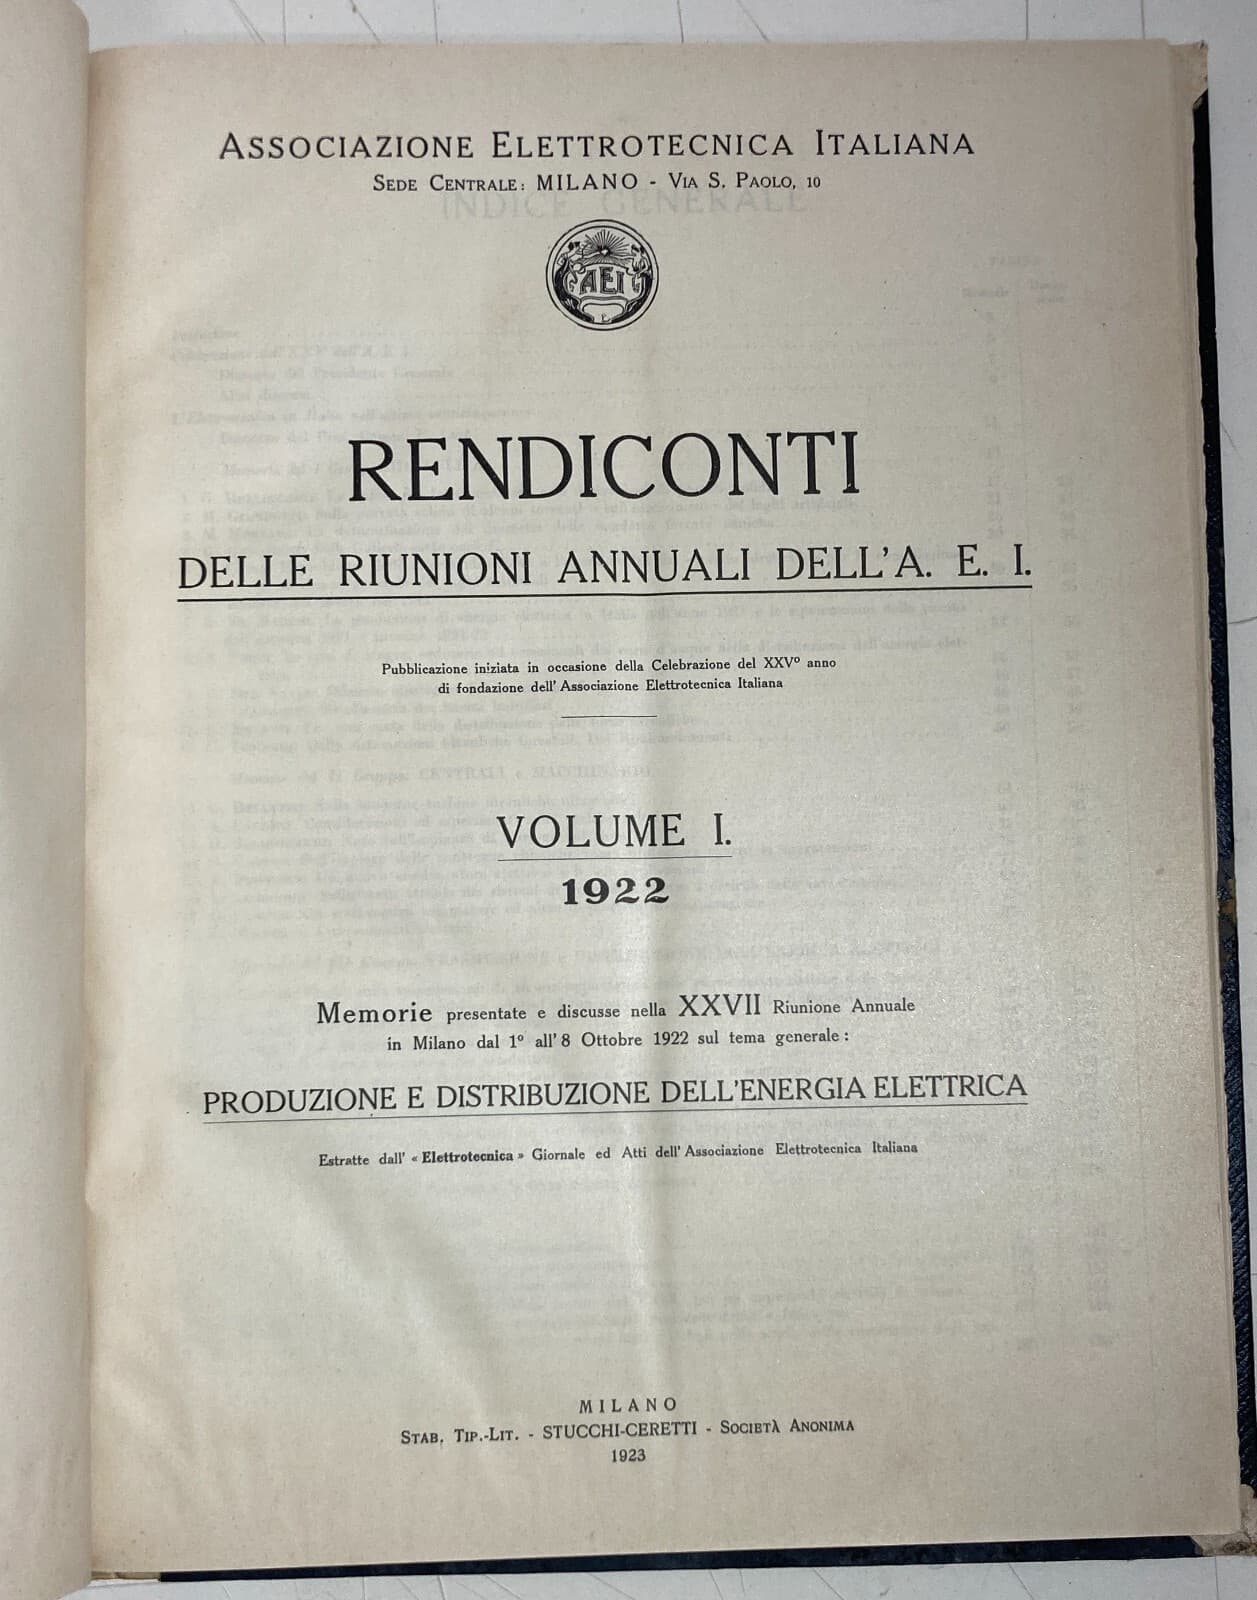 ASSOCIAZIONE ELETTROTECNICA ITALIANA
SEDE CENTRALE: MILANO - VIA S. PAOLO, 10
AEI
RENDICONTI
DELLE RIUNIONI ANNUALI DELL'A. E. I.
Pubblicazione iniziata in occasione della Celebrazione del XXVº anno
di fondazione dell' Associazione Elettrotecnica Italiana
VOLUME I.
1922
Memorie presentate e discusse nella XXVII Riunione Annuale
in Milano dal 1º all' 8 Ottobre 1922 sul tema generale :
PRODUZIONE E DISTRIBUZIONE DELL'ENERGIA ELETTRICA
Estratte dall' « Elettrotecnica » Giornale ed Atti dell' Associazione Elettrotecnica Italiana
MILANO
STAB. TIP.-LIT. - STUCCHI-CERETTI - SOCIETÀ ANONIMA
1923